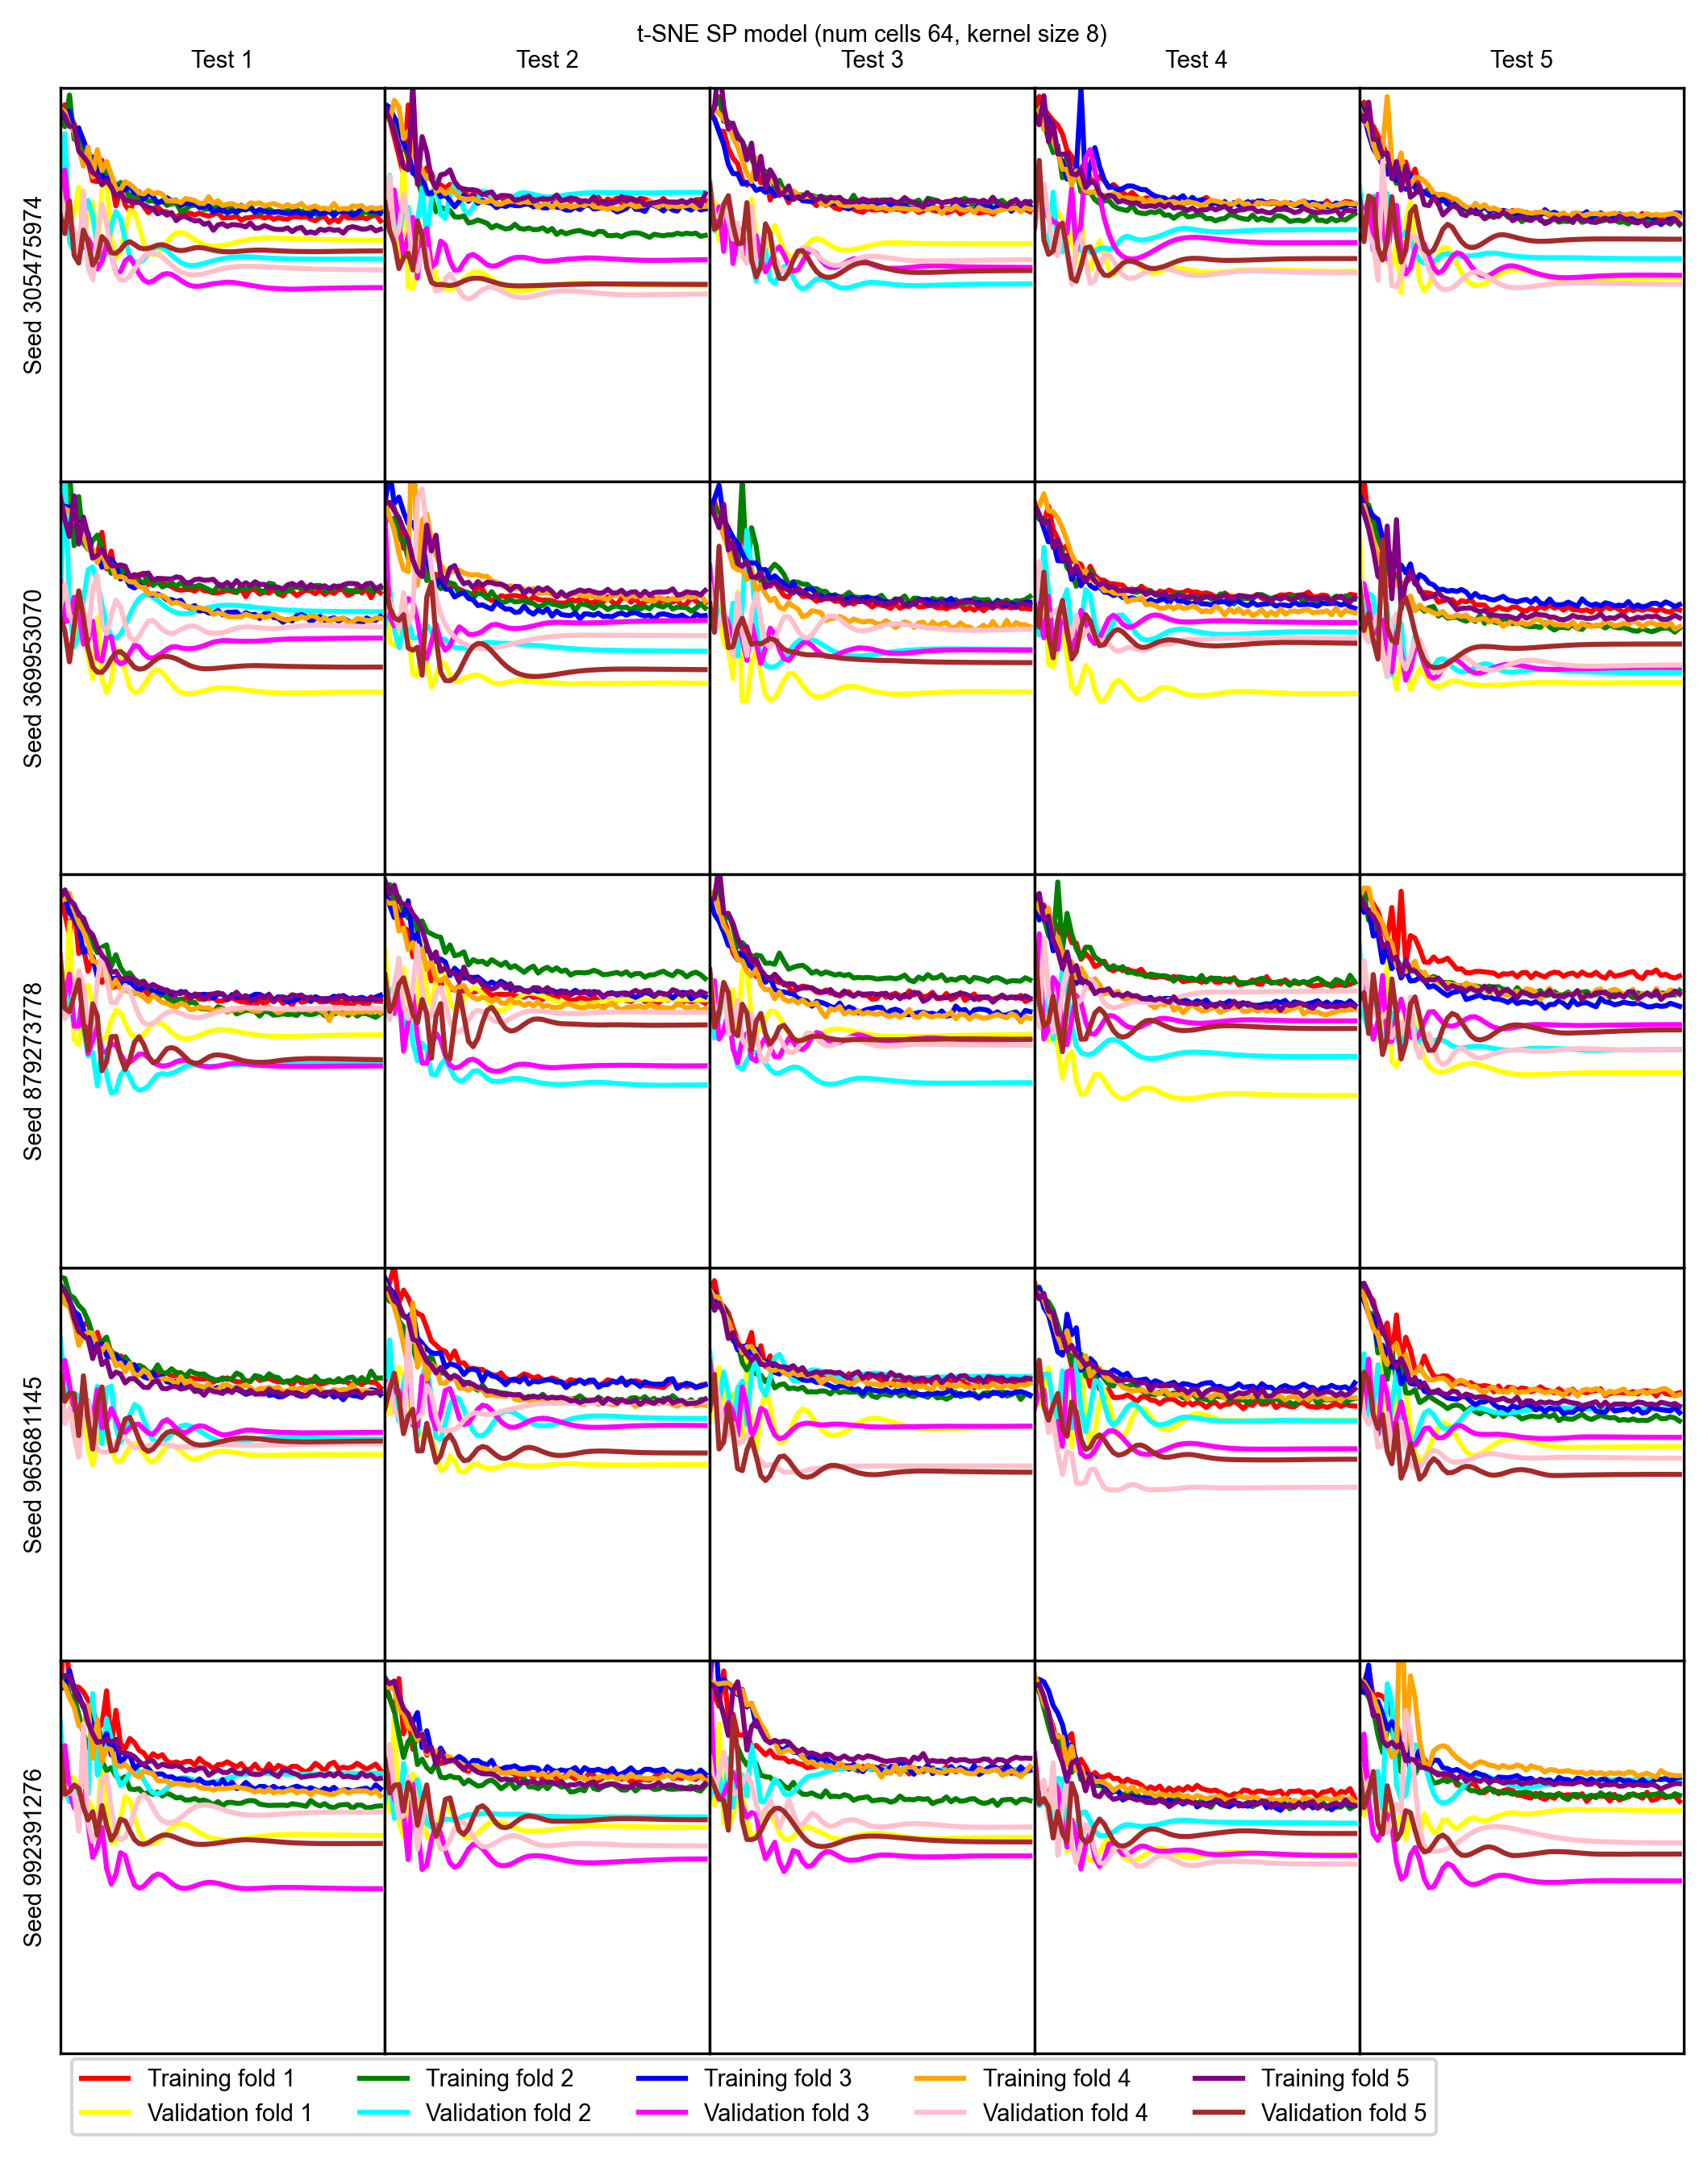 t-SNE SP model (num cells 64, kernel size 8)
Test 1 Test 2 Test 3 Test 4 Test 5
Seed 305475974
Seed 369953070
Seed 879273778
Seed 965681145
Seed 992391276
Training fold 1 Training fold 2 Training fold 3 Training fold 4 Training fold 5
Validation fold 1 Validation fold 2 Validation fold 3 Validation fold 4 Validation fold 5